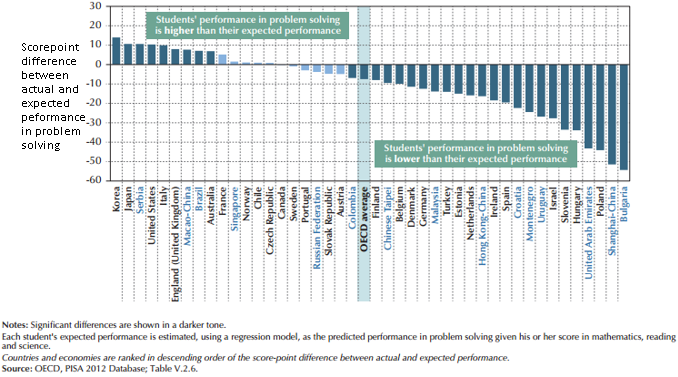 30
20
10
0
-10
-20
-30
-40
-50
-60
Scorepoint
difference
between
actual and
expected
peformance
in problem
solving
Students' performance in problem solving
is higher than their expected performance
Students' performance in problem solving
is lower than their expected performance
Korea
Japan
Serbia
United States
Italy
England (United Kingdom)
Macao-China
Brazil
Australia
France
Singapore
Norway
Chile
Czech Republic
Canada
Sweden
Portugal
Russian Federation
Slovak Republic
Austria
Colombia
OECD average
Finland
Chinese Taipei
Belgium
Denmark
Germany
Malaysia
Turkey
Estonia
Netherlands
Hong Kong-China
Ireland
Spain
Croatia
Montenegro
Uruguay
Israel
Slovenia
Hungary
United Arab Emirates
Poland
Shanghai-China
Bulgaria
Notes: Significant differences are shown in a darker tone.
Each student's expected performance is estimated, using a regression model, as the predicted performance in problem solving given his or her score in mathematics, reading
and science.
Countries and economies are ranked in descending order of the score-point difference between actual and expected performance.
Source: OECD, PISA 2012 Database; Table V.2.6.